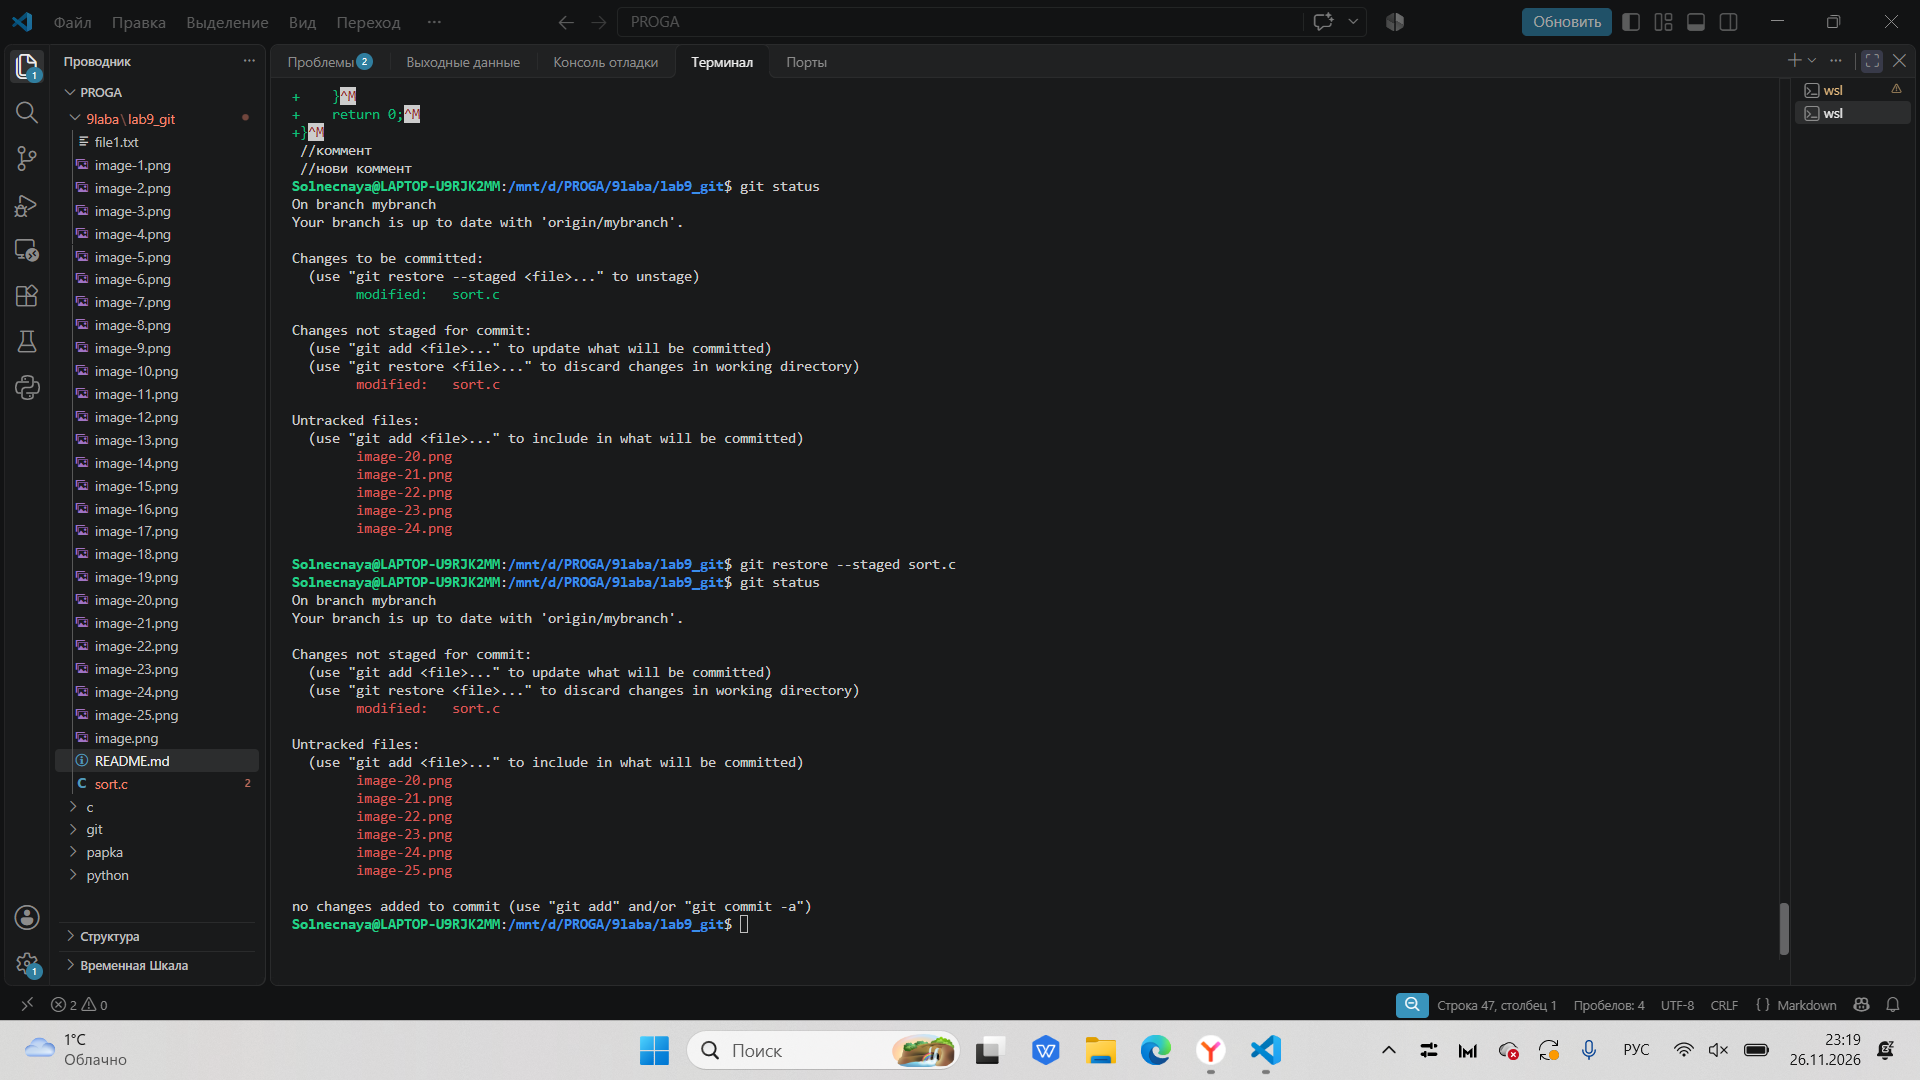 Файл Правка Выделение Вид Переход ··· PROGA Обновить
Проводник ···
PROGA
9laba\lab9_git
file1.txt
image-1.png
image-2.png
image-3.png
image-4.png
image-5.png
image-6.png
image-7.png
image-8.png
image-9.png
image-10.png
image-11.png
image-12.png
image-13.png
image-14.png
image-15.png
image-16.png
image-17.png
image-18.png
image-19.png
image-20.png
image-21.png
image-22.png
image-23.png
image-24.png
image-25.png
image.png
README.md
sort.c 2
c
git
papka
python
Структура
Временная Шкала
1
1
Проблемы 2 Выходные данные Консоль отладки Терминал Порты
+    }^M
+    return 0;^M
+}^M
//коммент
//нови коммент
Solnecnaya@LAPTOP-U9RJK2MM:/mnt/d/PROGA/9laba/lab9_git$ git status
On branch mybranch
Your branch is up to date with 'origin/mybranch'.
Changes to be committed:
(use "git restore --staged <file>..." to unstage)
modified:   sort.c
Changes not staged for commit:
(use "git add <file>..." to update what will be committed)
(use "git restore <file>..." to discard changes in working directory)
modified:   sort.c
Untracked files:
(use "git add <file>..." to include in what will be committed)
image-20.png
image-21.png
image-22.png
image-23.png
image-24.png
Solnecnaya@LAPTOP-U9RJK2MM:/mnt/d/PROGA/9laba/lab9_git$ git restore --staged sort.c
Solnecnaya@LAPTOP-U9RJK2MM:/mnt/d/PROGA/9laba/lab9_git$ git status
On branch mybranch
Your branch is up to date with 'origin/mybranch'.
Changes not staged for commit:
(use "git add <file>..." to update what will be committed)
(use "git restore <file>..." to discard changes in working directory)
modified:   sort.c
Untracked files:
(use "git add <file>..." to include in what will be committed)
image-20.png
image-21.png
image-22.png
image-23.png
image-24.png
image-25.png
no changes added to commit (use "git add" and/or "git commit -a")
Solnecnaya@LAPTOP-U9RJK2MM:/mnt/d/PROGA/9laba/lab9_git$
wsl
wsl
2 0 Строка 47, столбец 1 Пробелов: 4 UTF-8 CRLF { } Markdown
1°C
Облачно
Поиск
РУС
23:19
26.11.2026